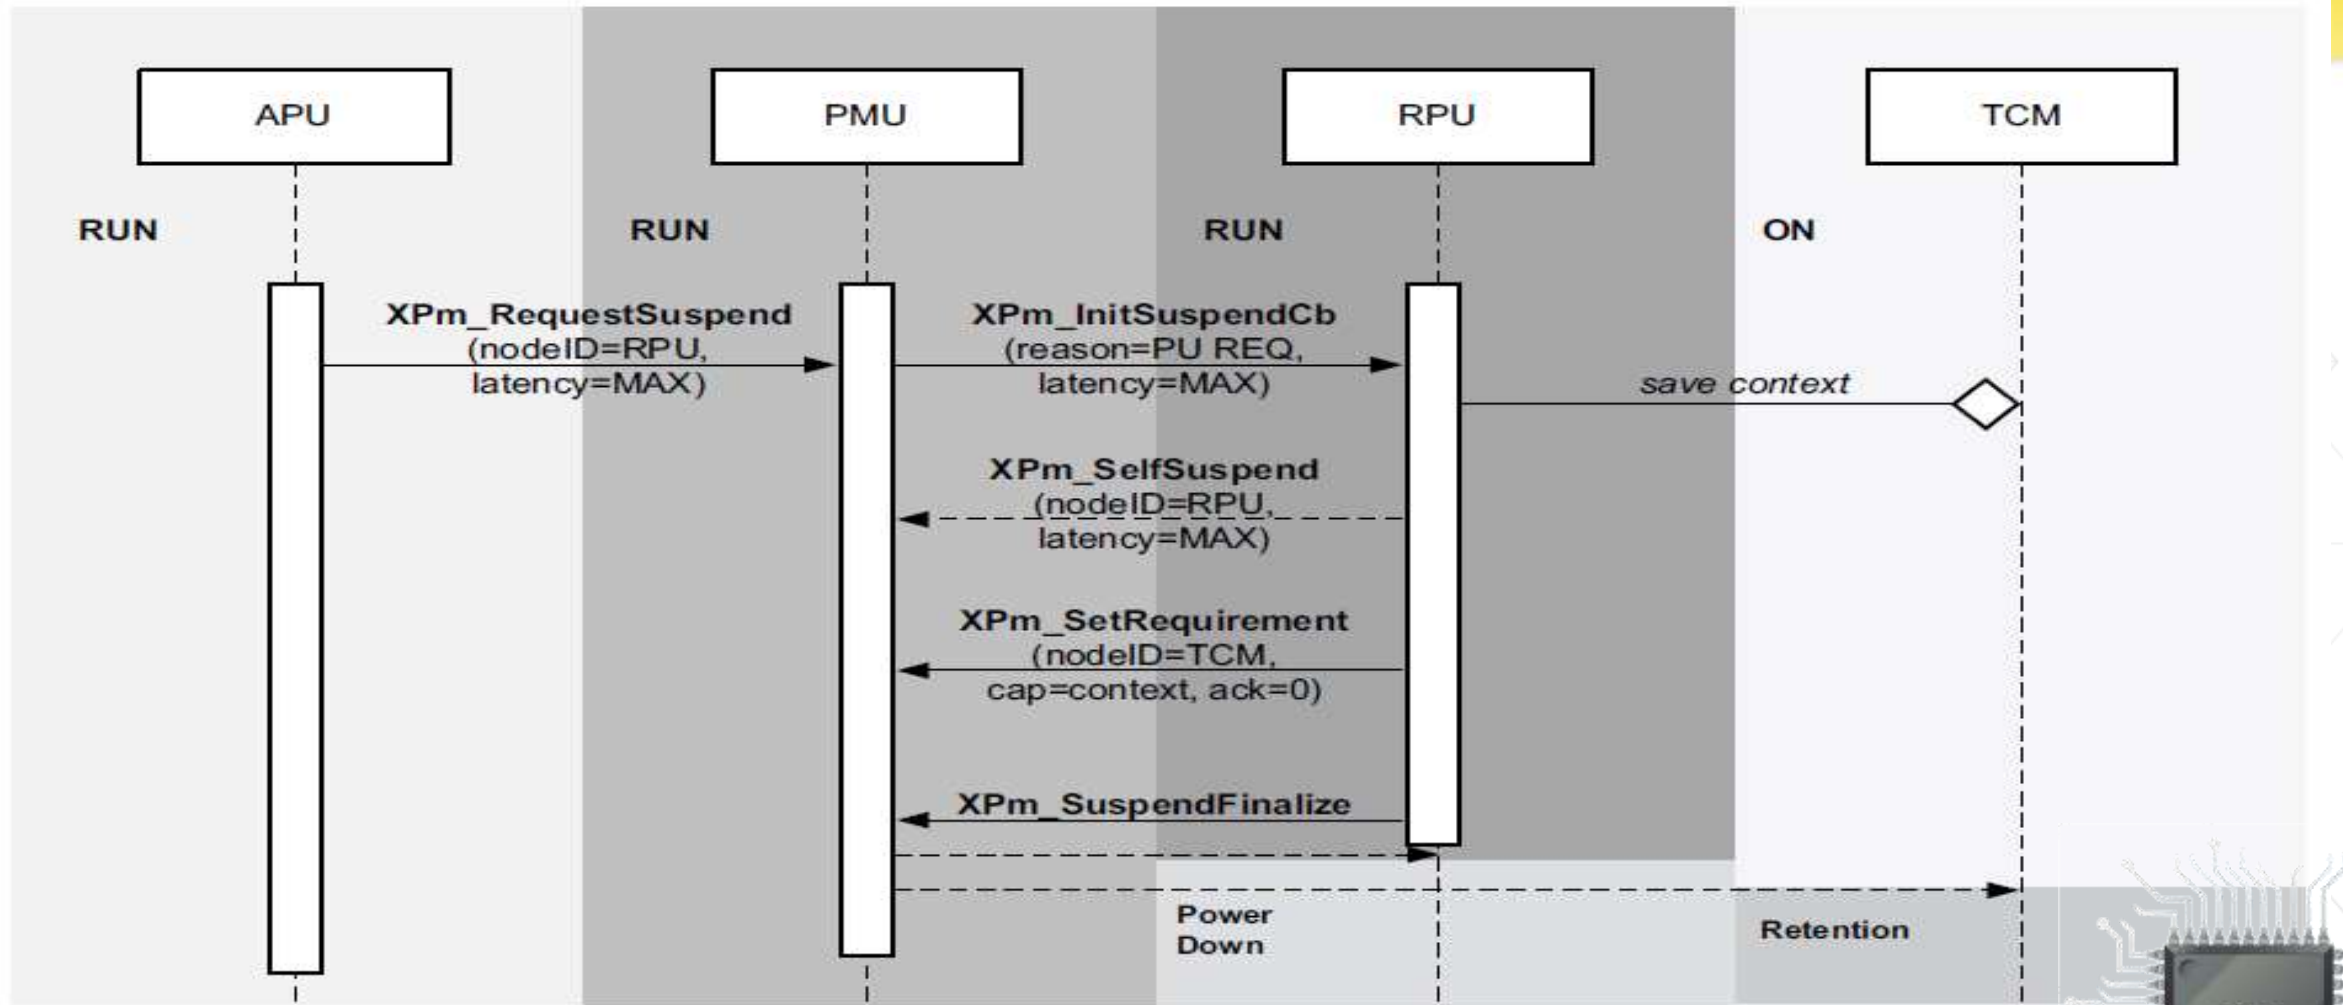 APU
PMU
RPU
TCM
RUN
RUN
RUN
ON
XPm_RequestSuspend
(nodeID=RPU,
latency=MAX)
XPm_InitSuspendCb
(reason=PU REQ,
latency=MAX)
save context
XPm_SelfSuspend
(nodeID=RPU,
latency=MAX)
XPm_SetRequirement
(nodeID=TCM,
cap=context, ack=0)
XPm_SuspendFinalize
Power
Down
Retention